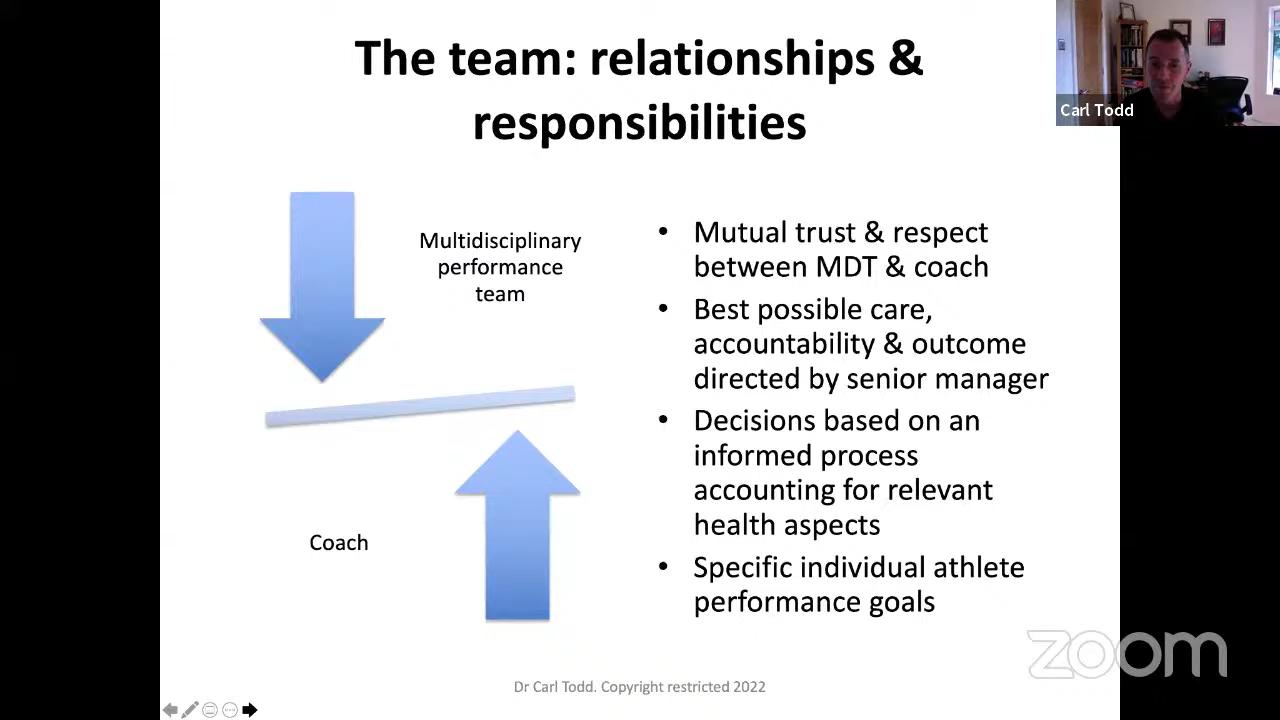 The team: relationships &
responsibilities
Carl Todd
Multidisciplinary
performance
team
Coach
• Mutual trust & respect
between MDT & coach
• Best possible care,
accountability & outcome
directed by senior manager
• Decisions based on an
informed process
accounting for relevant
health aspects
• Specific individual athlete
performance goals
zoom
Dr Carl Todd. Copyright restricted 2022